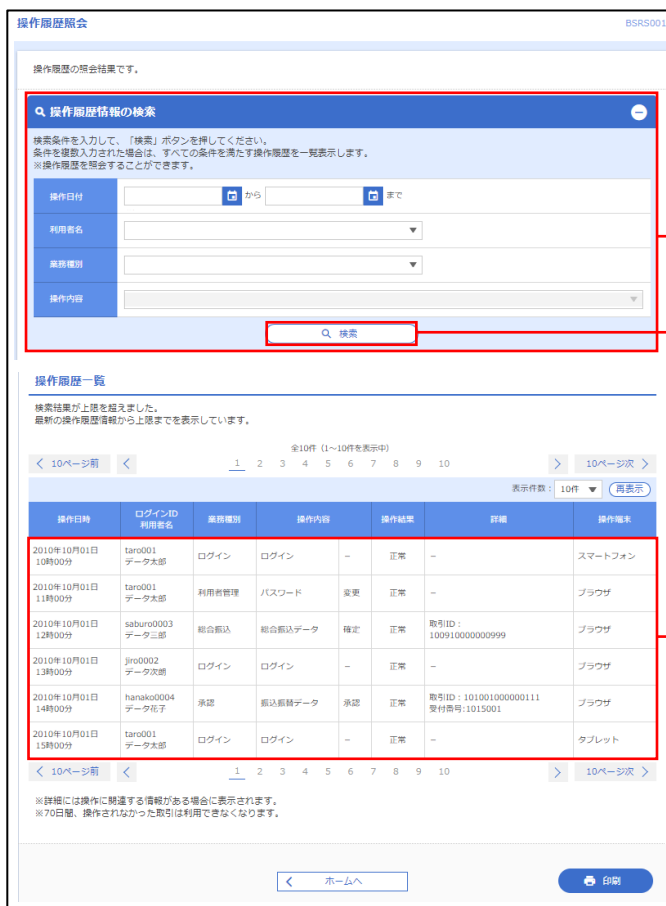 操作履歴照会 BSRS001
操作履歴の照会結果です。
操作履歴情報の検索
検索条件を入力して、「検索」ボタンを押してください。
条件を複数入力された場合は、すべての条件を満たす操作履歴を一覧表示します。
※操作履歴を照会することができます。
操作日付 から まで
利用者名
業務種別
操作内容
検索
操作履歴一覧
検索結果が上限を超えました。
最新の操作履歴情報から上限までを表示しています。
全10件（1～10件を表示中）
10ページ前 1 2 3 4 5 6 7 8 9 10 10ページ次
表示件数： 10件 再表示
操作日時 ログインID 業務種別 操作内容 操作結果 詳細 操作端末
利用者名
2010年10月01日 taro001 ログイン ログイン － 正常 － スマートフォン
10時00分 データ太郎
2010年10月01日 taro001 利用者管理 パスワード 変更 正常 － ブラウザ
11時00分 データ太郎
2010年10月01日 saburo0003 総合振込 総合振込データ 確定 正常 取引ID： ブラウザ
12時00分 データ三郎 100910000000999
2010年10月01日 jiro0002 ログイン ログイン － 正常 － ブラウザ
13時00分 データ次朗
2010年10月01日 hanako0004 承認 振込振替データ 承認 正常 取引ID：101001000000111 ブラウザ
14時00分 データ花子 受付番号:1015001
2010年10月01日 taro001 ログイン ログイン － 正常 － タブレット
15時00分 データ太郎
10ページ前 1 2 3 4 5 6 7 8 9 10 10ページ次
※詳細には操作に関連する情報がある場合に表示されます。
※70日間、操作されなかった取引は利用できなくなります。
ホームへ 印刷